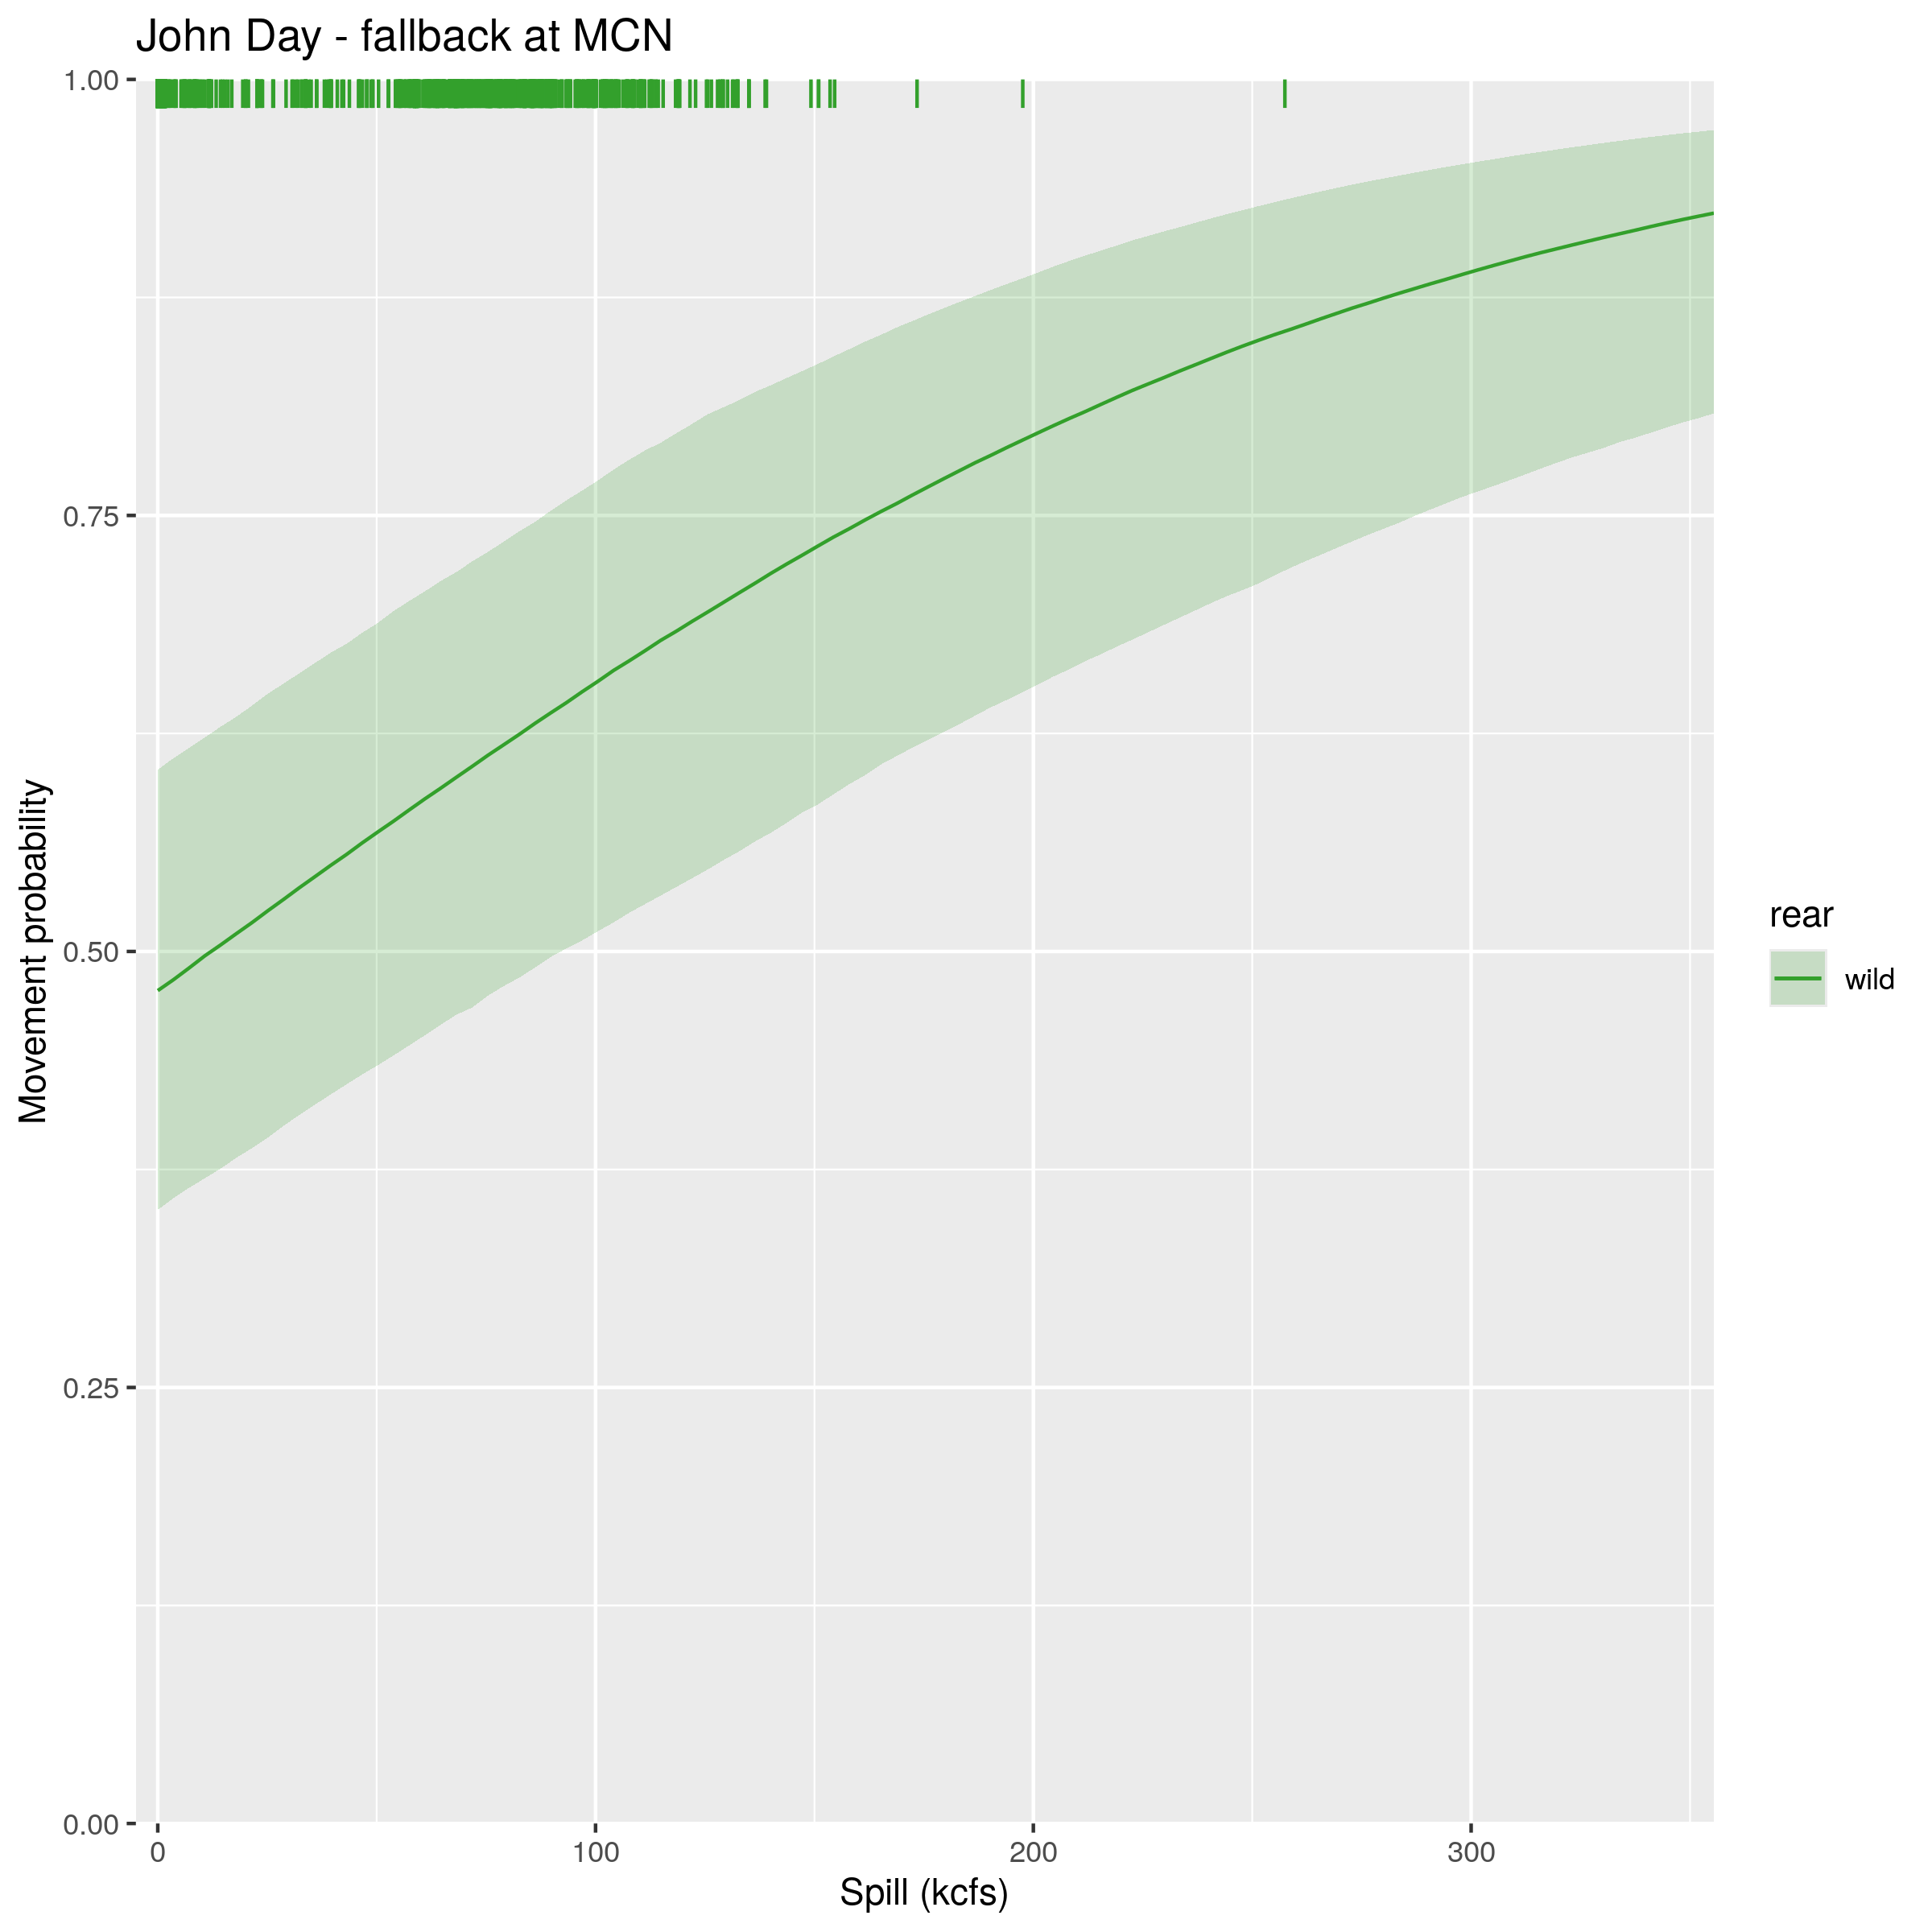 John Day - fallback at MCN
1.00
0.75
0.50
0.25
0.00
Movement probability
0
100
200
300
Spill (kcfs)
rear
wild